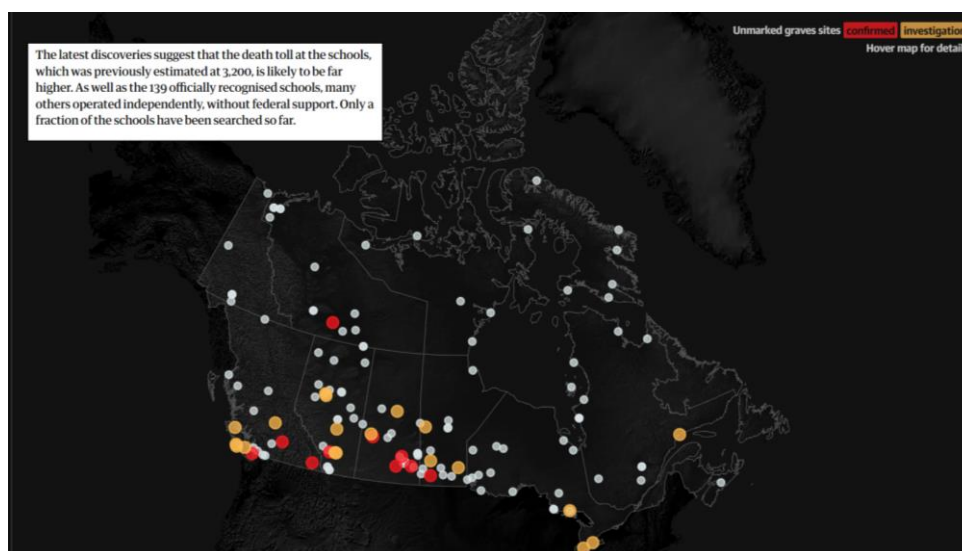 Unmarked graves sites confirmed investigation
Hover map for detail
The latest discoveries suggest that the death toll at the schools,
which was previously estimated at 3,200, is likely to be far
higher. As well as the 139 officially recognised schools, many
others operated independently, without federal support. Only a
fraction of the schools have been searched so far.